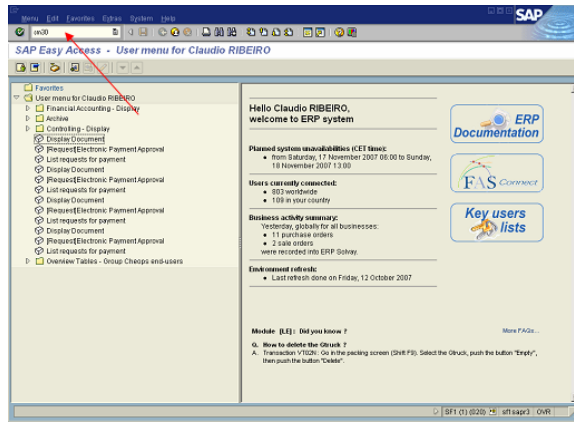 Menu Edit Favorites Extras System Help
SAP
sm30
SAP Easy Access - User menu for Claudio RIBEIRO
Favorites
User menu for Claudio RIBEIRO
Financial Accounting - Display
Archive
Controlling - Display
Display Document
[Request]Electronic Payment Approval
List requests for payment
Display Document
[Request]Electronic Payment Approval
List requests for payment
Display Document
[Request]Electronic Payment Approval
List requests for payment
Display Document
[Request]Electronic Payment Approval
List requests for payment
Overview Tables - Group Cheops end-users
Hello Claudio RIBEIRO,
welcome to ERP system
Planned system unavailabilities (CET time):
from Saturday, 17 November 2007 06:00 to Sunday,
18 November 2007 13:00
Users currently connected:
803 worldwide
109 in your country
Business activity summary:
Yesterday, globally for all businesses:
11 purchase orders
2 sale orders
were recorded into ERP Solvay.
Environment refresh:
Last refresh done on Friday, 12 October 2007
ERP
Documentation
FAS Connect
Key users
lists
Module [LE] : Did you know ?
More FAQs...
Q. How to delete the Gtruck ?
A. Transaction VT02N : Go in the packing screen (Shift F9). Select the Gtruck, push the button "Empty",
then push the button "Delete".
SF1 (1) (020) sf1sapr3 OVR